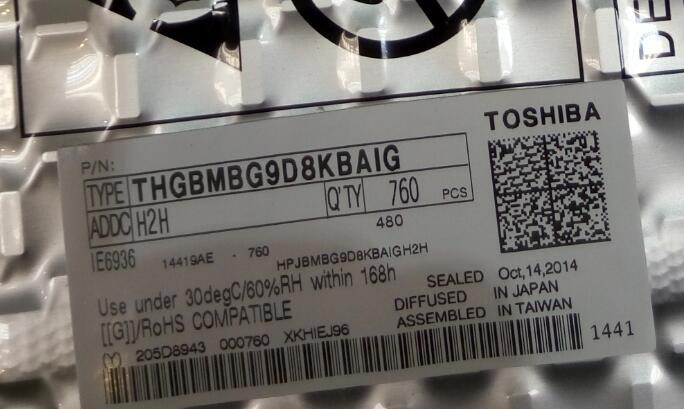 DE
TOSHIBA
P/N:
TYPE THGBMBG9D8KBAIG
ADDC H2H Q'TY 760 PCS
480
IE6936 14419AE - 760 HPJBMBG9D8KBAIGH2H
Use under 30degC/60%RH within 168h
[[G]]/RoHS COMPATIBLE
SEALED Oct,14,2014
DIFFUSED IN JAPAN
ASSEMBLED IN TAIWAN
205D8943 000760 XKHIEJ96
1441